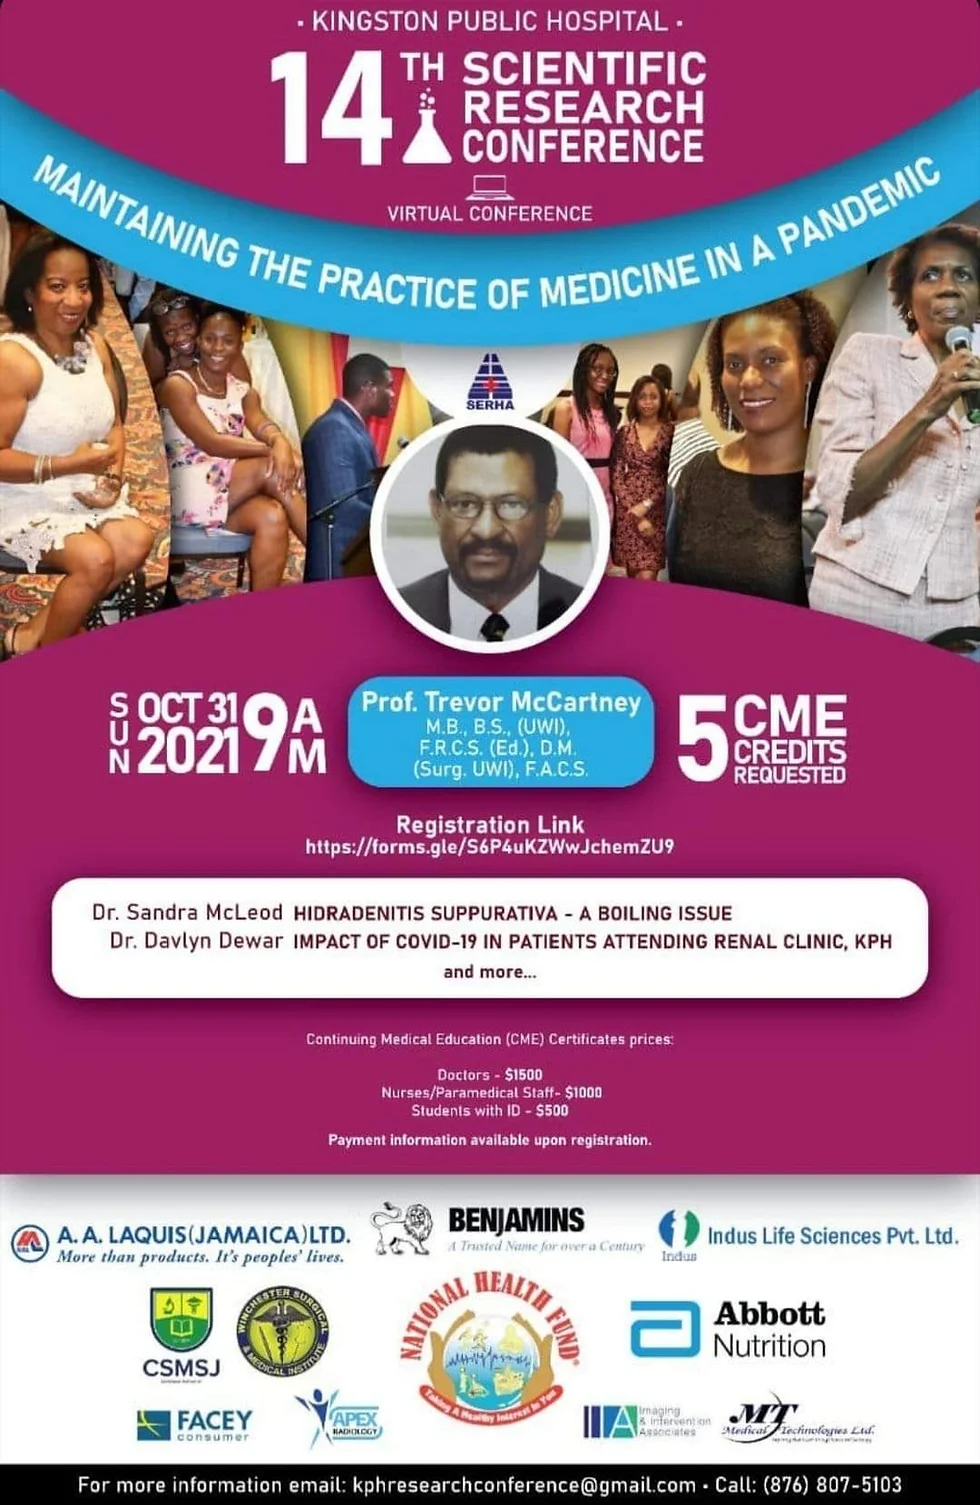 · KINGSTON PUBLIC HOSPITAL ·
14TH SCIENTIFIC
RESEARCH
CONFERENCE
VIRTUAL CONFERENCE
MAINTAINING THE PRACTICE OF MEDICINE IN A PANDEMIC
SERHA
SUN OCT 31 2021 9AM
Prof. Trevor McCartney
M.B., B.S., (UWI),
F.R.C.S. (Ed.), D.M.
(Surg. UWI), F.A.C.S.
5 CME
CREDITS
REQUESTED
Registration Link
https://forms.gle/S6P4uKZWwJchemZU9
Dr. Sandra McLeod HIDRADENITIS SUPPURATIVA - A BOILING ISSUE
Dr. Davlyn Dewar IMPACT OF COVID-19 IN PATIENTS ATTENDING RENAL CLINIC, KPH
and more...
Continuing Medical Education (CME) Certificates prices:
Doctors - $1500
Nurses/Paramedical Staff- $1000
Students with ID - $500
Payment information available upon registration.
A. A. LAQUIS (JAMAICA) LTD.
More than products. It's peoples' lives.
BENJAMINS
A Trusted Name for over a Century
Indus
Indus Life Sciences Pvt. Ltd.
CSMSJ
WINCHESTER SURGICAL
& MEDICAL INSTITUTE
NATIONAL HEALTH FUND
Taking A Healthy Interest In You
Abbott
Nutrition
FACEY
consumer
APEX
RADIOLOGY
IIA Imaging
& Intervention
Associates
MT
Medical Technologies Ltd.
For more information email: kphresearchconference@gmail.com · Call: (876) 807-5103